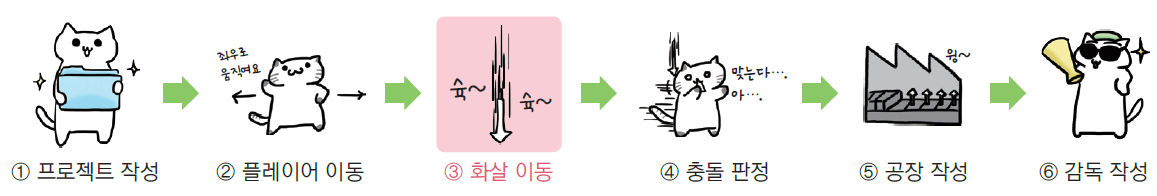 좌우로
움직여요
슉~
슉~
맞는다….
아….
윙~
① 프로젝트 작성
② 플레이어 이동
③ 화살 이동
④ 충돌 판정
⑤ 공장 작성
⑥ 감독 작성